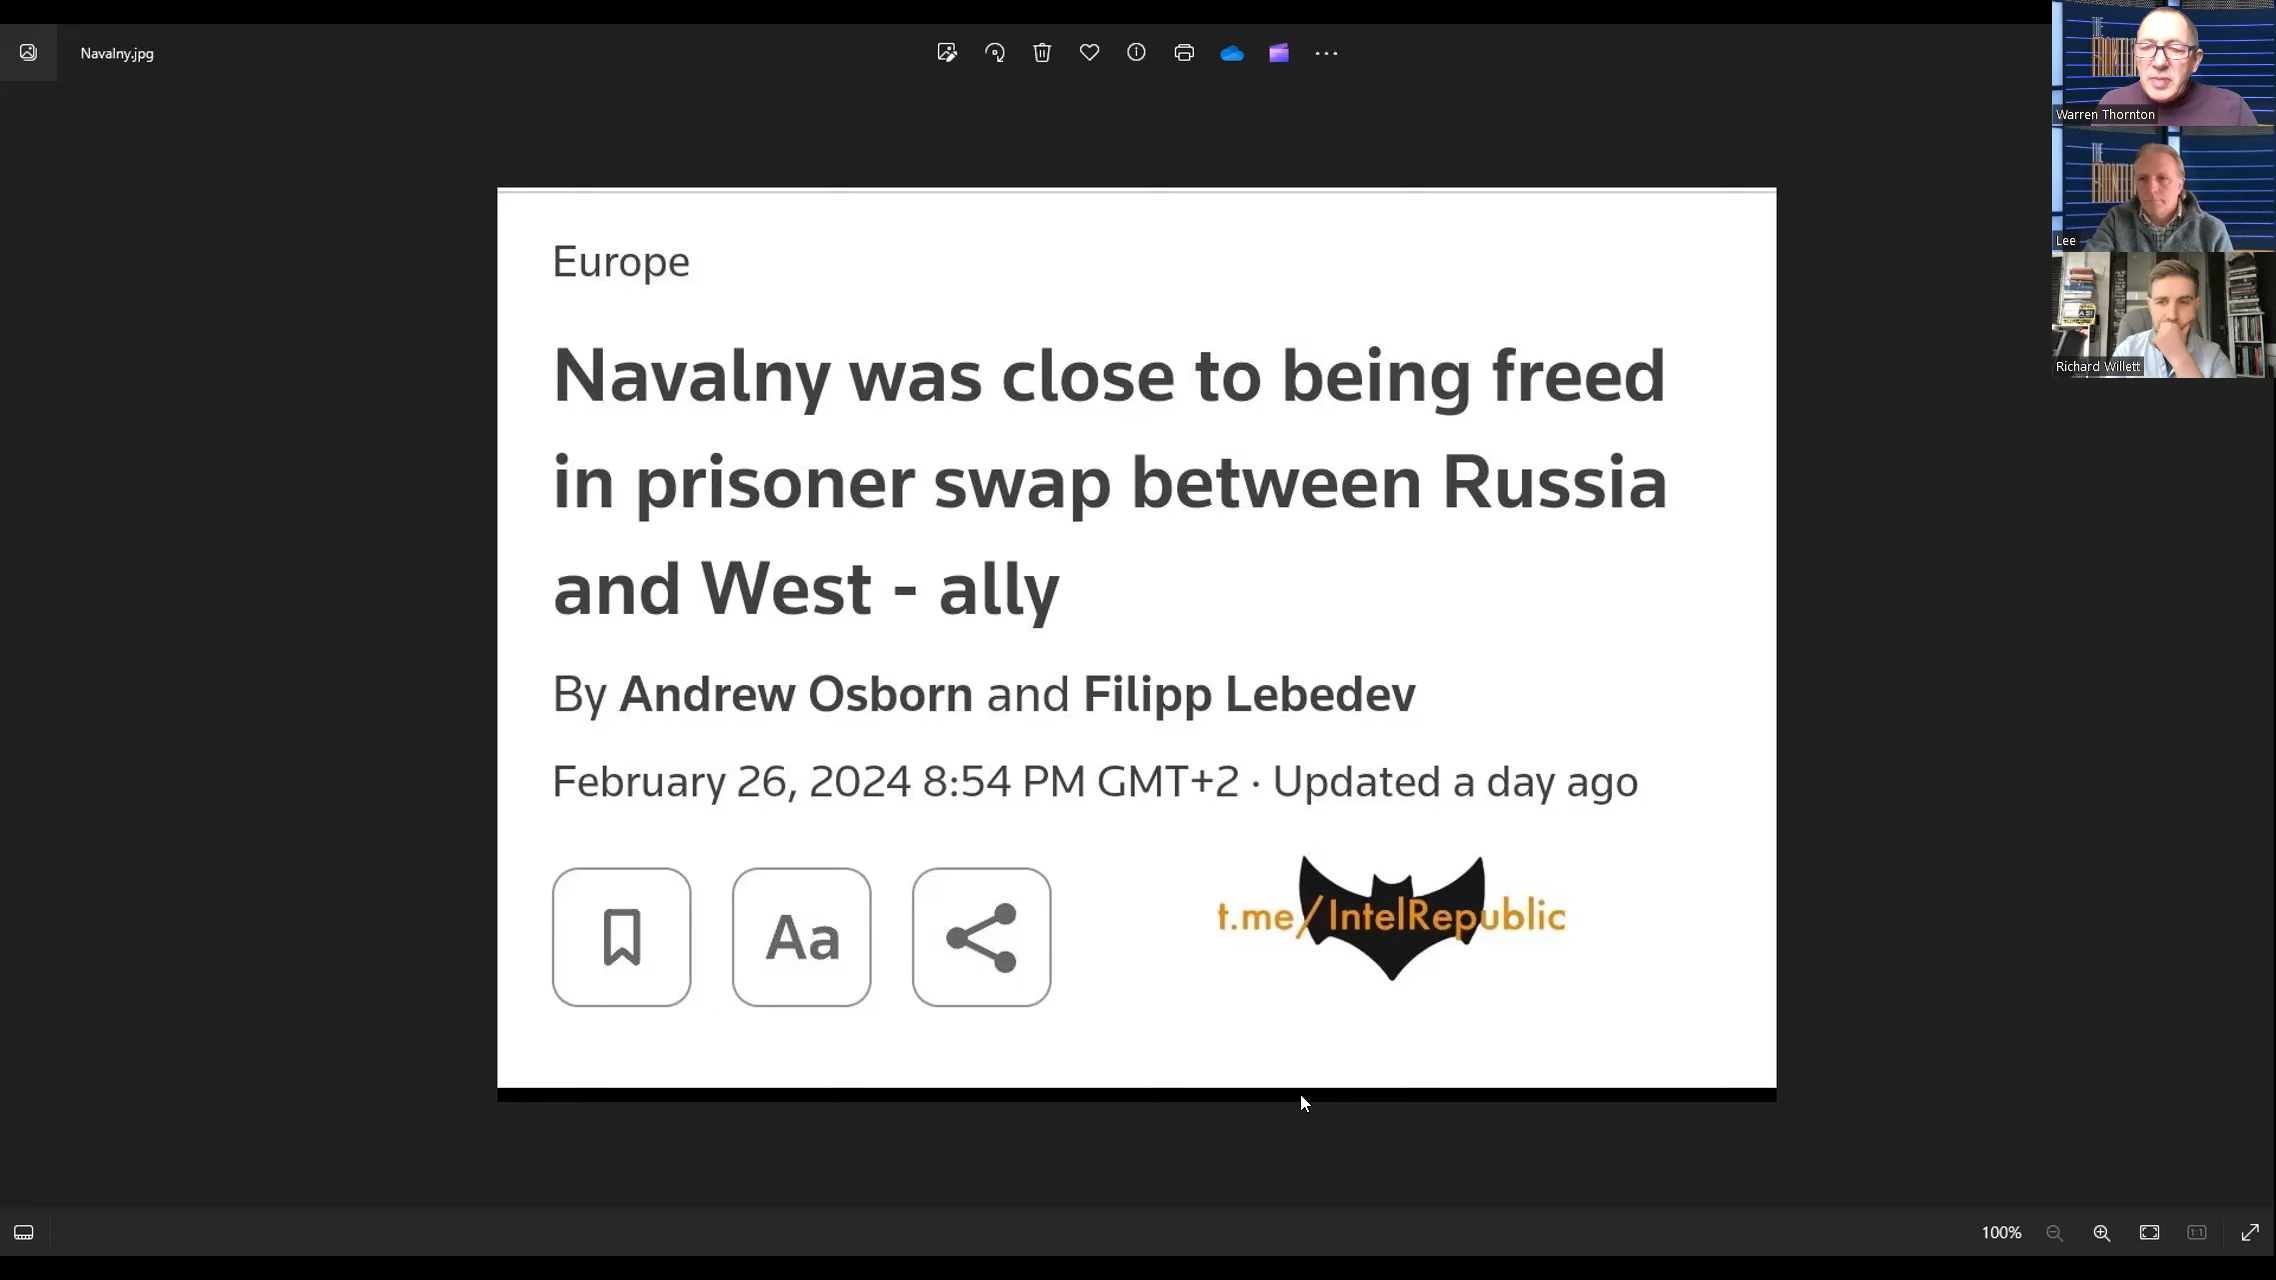 Navalny.jpg
Warren Thornton
Lee
Richard Willett
Europe
Navalny was close to being freed
in prisoner swap between Russia
and West - ally
By Andrew Osborn and Filipp Lebedev
February 26, 2024 8:54 PM GMT+2 · Updated a day ago
Aa
t.me/IntelRepublic
100%